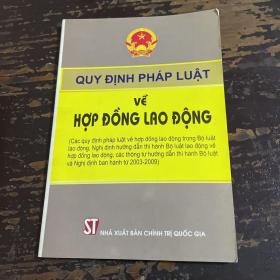 QUY ĐỊNH PHÁP LUẬT
VỀ
HỢP ĐỒNG LAO ĐỘNG
(Các quy định pháp luật về hợp đồng lao động trong Bộ luật
lao động, Nghị định hướng dẫn thi hành Bộ luật lao động về
hợp đồng lao động, các thông tư hướng dẫn thi hành Bộ luật
và Nghị định ban hành từ 2003-2009)
ST NHÀ XUẤT BẢN CHÍNH TRỊ QUỐC GIA